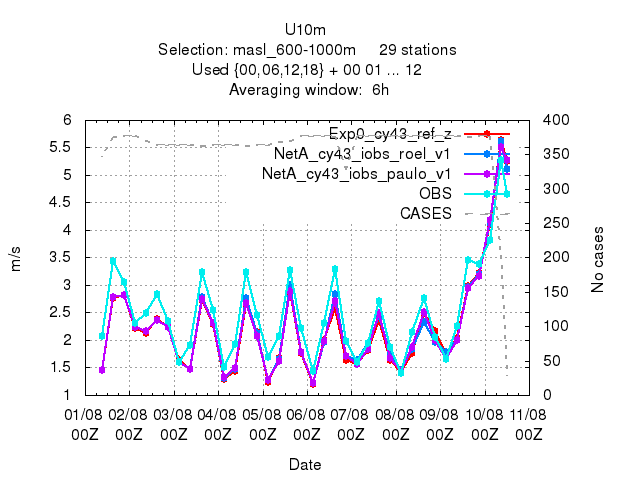 U10m
Selection: masl_600-1000m 29 stations
Used {00,06,12,18} + 00 01 ... 12
Averaging window: 6h
Exp0_cy43_ref_z
NetA_cy43_iobs_roel_v1
NetA_cy43_iobs_paulo_v1
OBS
CASES
6
5.5
5
4.5
4
3.5
3
2.5
2
1.5
1
m/s
400
350
300
250
200
150
100
50
0
No cases
01/08 02/08 03/08 04/08 05/08 06/08 07/08 08/08 09/08 10/08 11/08
00Z 00Z 00Z 00Z 00Z 00Z 00Z 00Z 00Z 00Z 00Z
Date